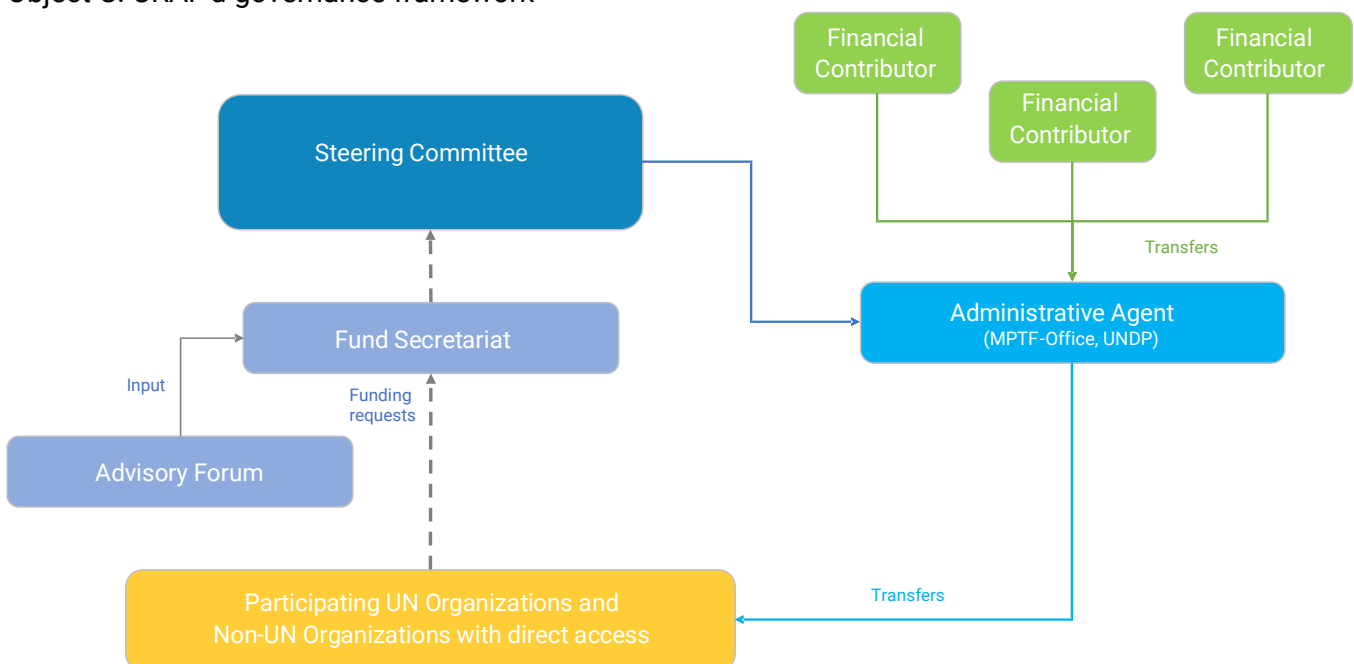 Financial
Contributor
Financial
Contributor
Financial
Contributor
Steering Committee
Transfers
Administrative Agent
(MPTF-Office, UNDP)
Fund Secretariat
Input
Funding
requests
Advisory Forum
Transfers
Participating UN Organizations and
Non-UN Organizations with direct access